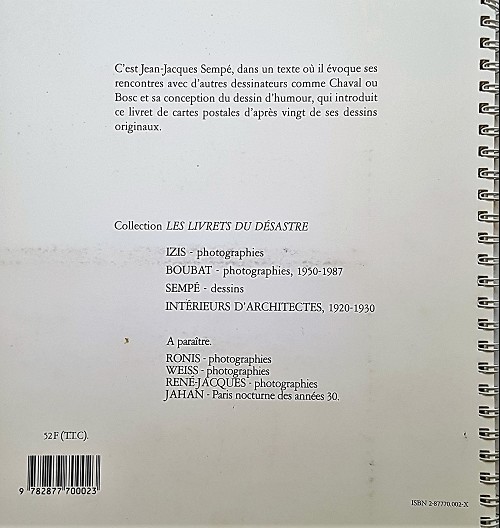 C'est Jean-Jacques Sempé, dans un texte où il évoque ses
rencontres avec d'autres dessinateurs comme Chaval ou
Bosc et sa conception du dessin d'humour, qui introduit
ce livret de cartes postales d'après vingt de ses dessins
originaux.
Collection LES LIVRETS DU DÉSASTRE
IZIS - photographies
BOUBAT - photographies, 1950-1987
SEMPÉ - dessins
INTÉRIEURS D'ARCHITECTES, 1920-1930
A paraître.
RONIS - photographies
WEISS - photographies
RENÉ-JACQUES - photographies
JAHAN - Paris nocturne des années 30.
52 F (T.T.C).
9 782877 700023
ISBN 2-87770.002-X